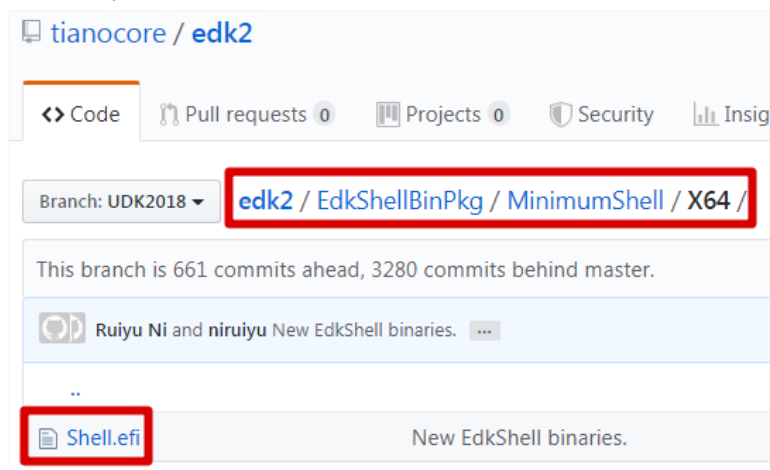 tianocore / edk2
<> Code Pull requests 0 Projects 0 Security Insig
Branch: UDK2018 edk2 / EdkShellBinPkg / MinimumShell / X64 /
This branch is 661 commits ahead, 3280 commits behind master.
Ruiyu Ni and niruiyu New EdkShell binaries. ...
..
Shell.efi New EdkShell binaries.